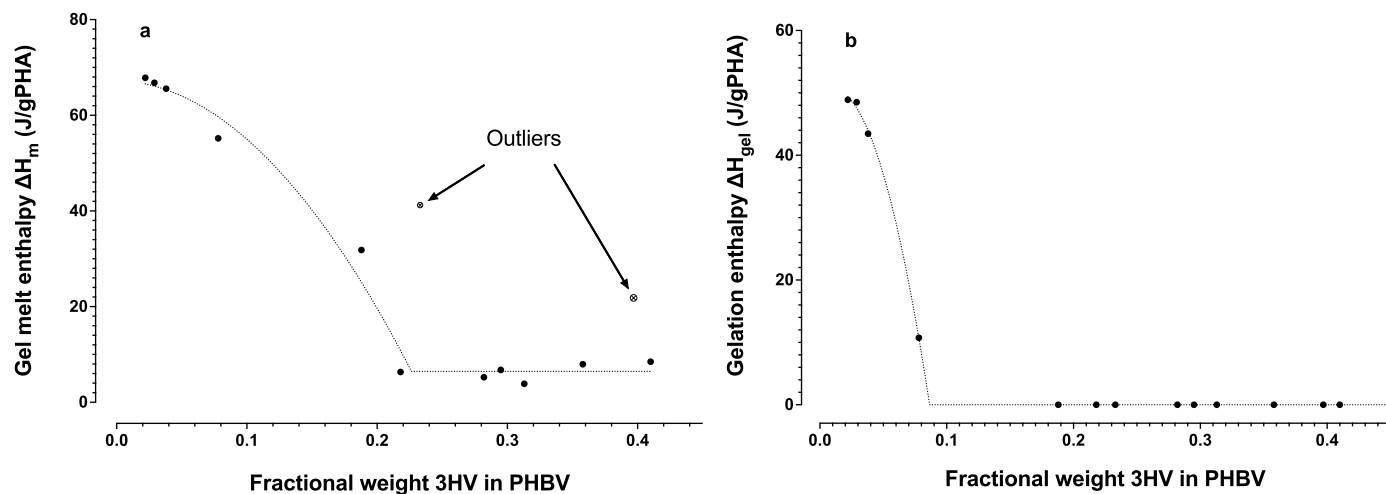 a
Gel melt enthalpy ΔHm (J/gPHA)
80
60
40
20
0
Outliers
0.0 0.1 0.2 0.3 0.4
Fractional weight 3HV in PHBV
b
Gelation enthalpy ΔHgel (J/gPHA)
60
40
20
0
0.0 0.1 0.2 0.3 0.4
Fractional weight 3HV in PHBV